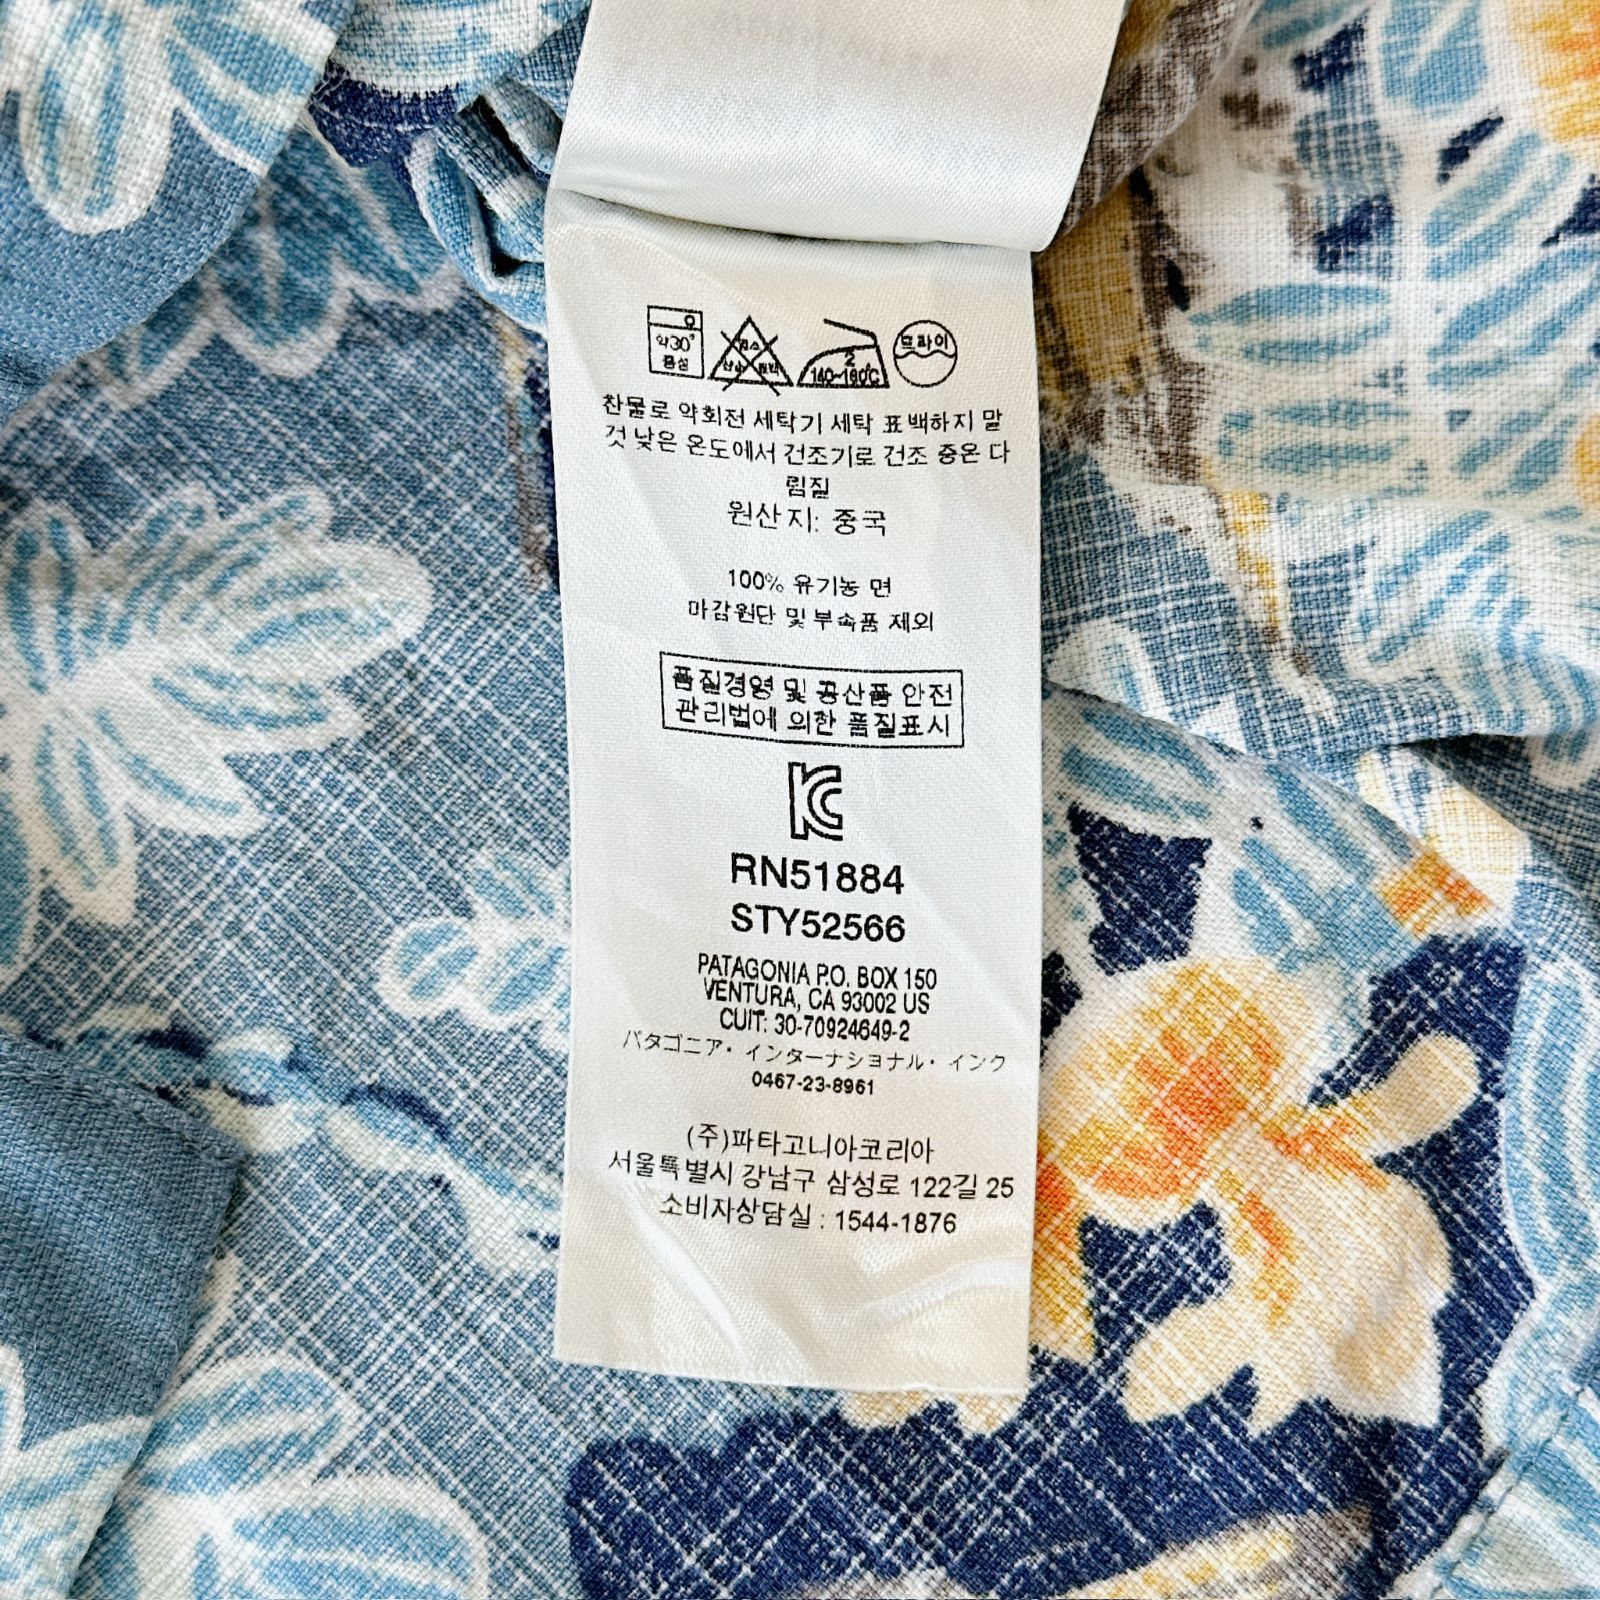 약30°
중성
2
140~160℃
드라이
찬물로 약회전 세탁기 세탁 표백하지 말
것 낮은 온도에서 건조기로 건조 중온 다
림질
원산지: 중국
100% 유기농 면
마감원단 및 부속품 제외
품질경영 및 공산품 안전
관리법에 의한 품질표시
RN51884
STY52566
PATAGONIA P.O. BOX 150
VENTURA, CA 93002 US
CUIT: 30-70924649-2
パタゴニア・インターナショナル・インク
0467-23-8961
(주)파타고니아코리아
서울특별시 강남구 삼성로 122길 25
소비자상담실 : 1544-1876